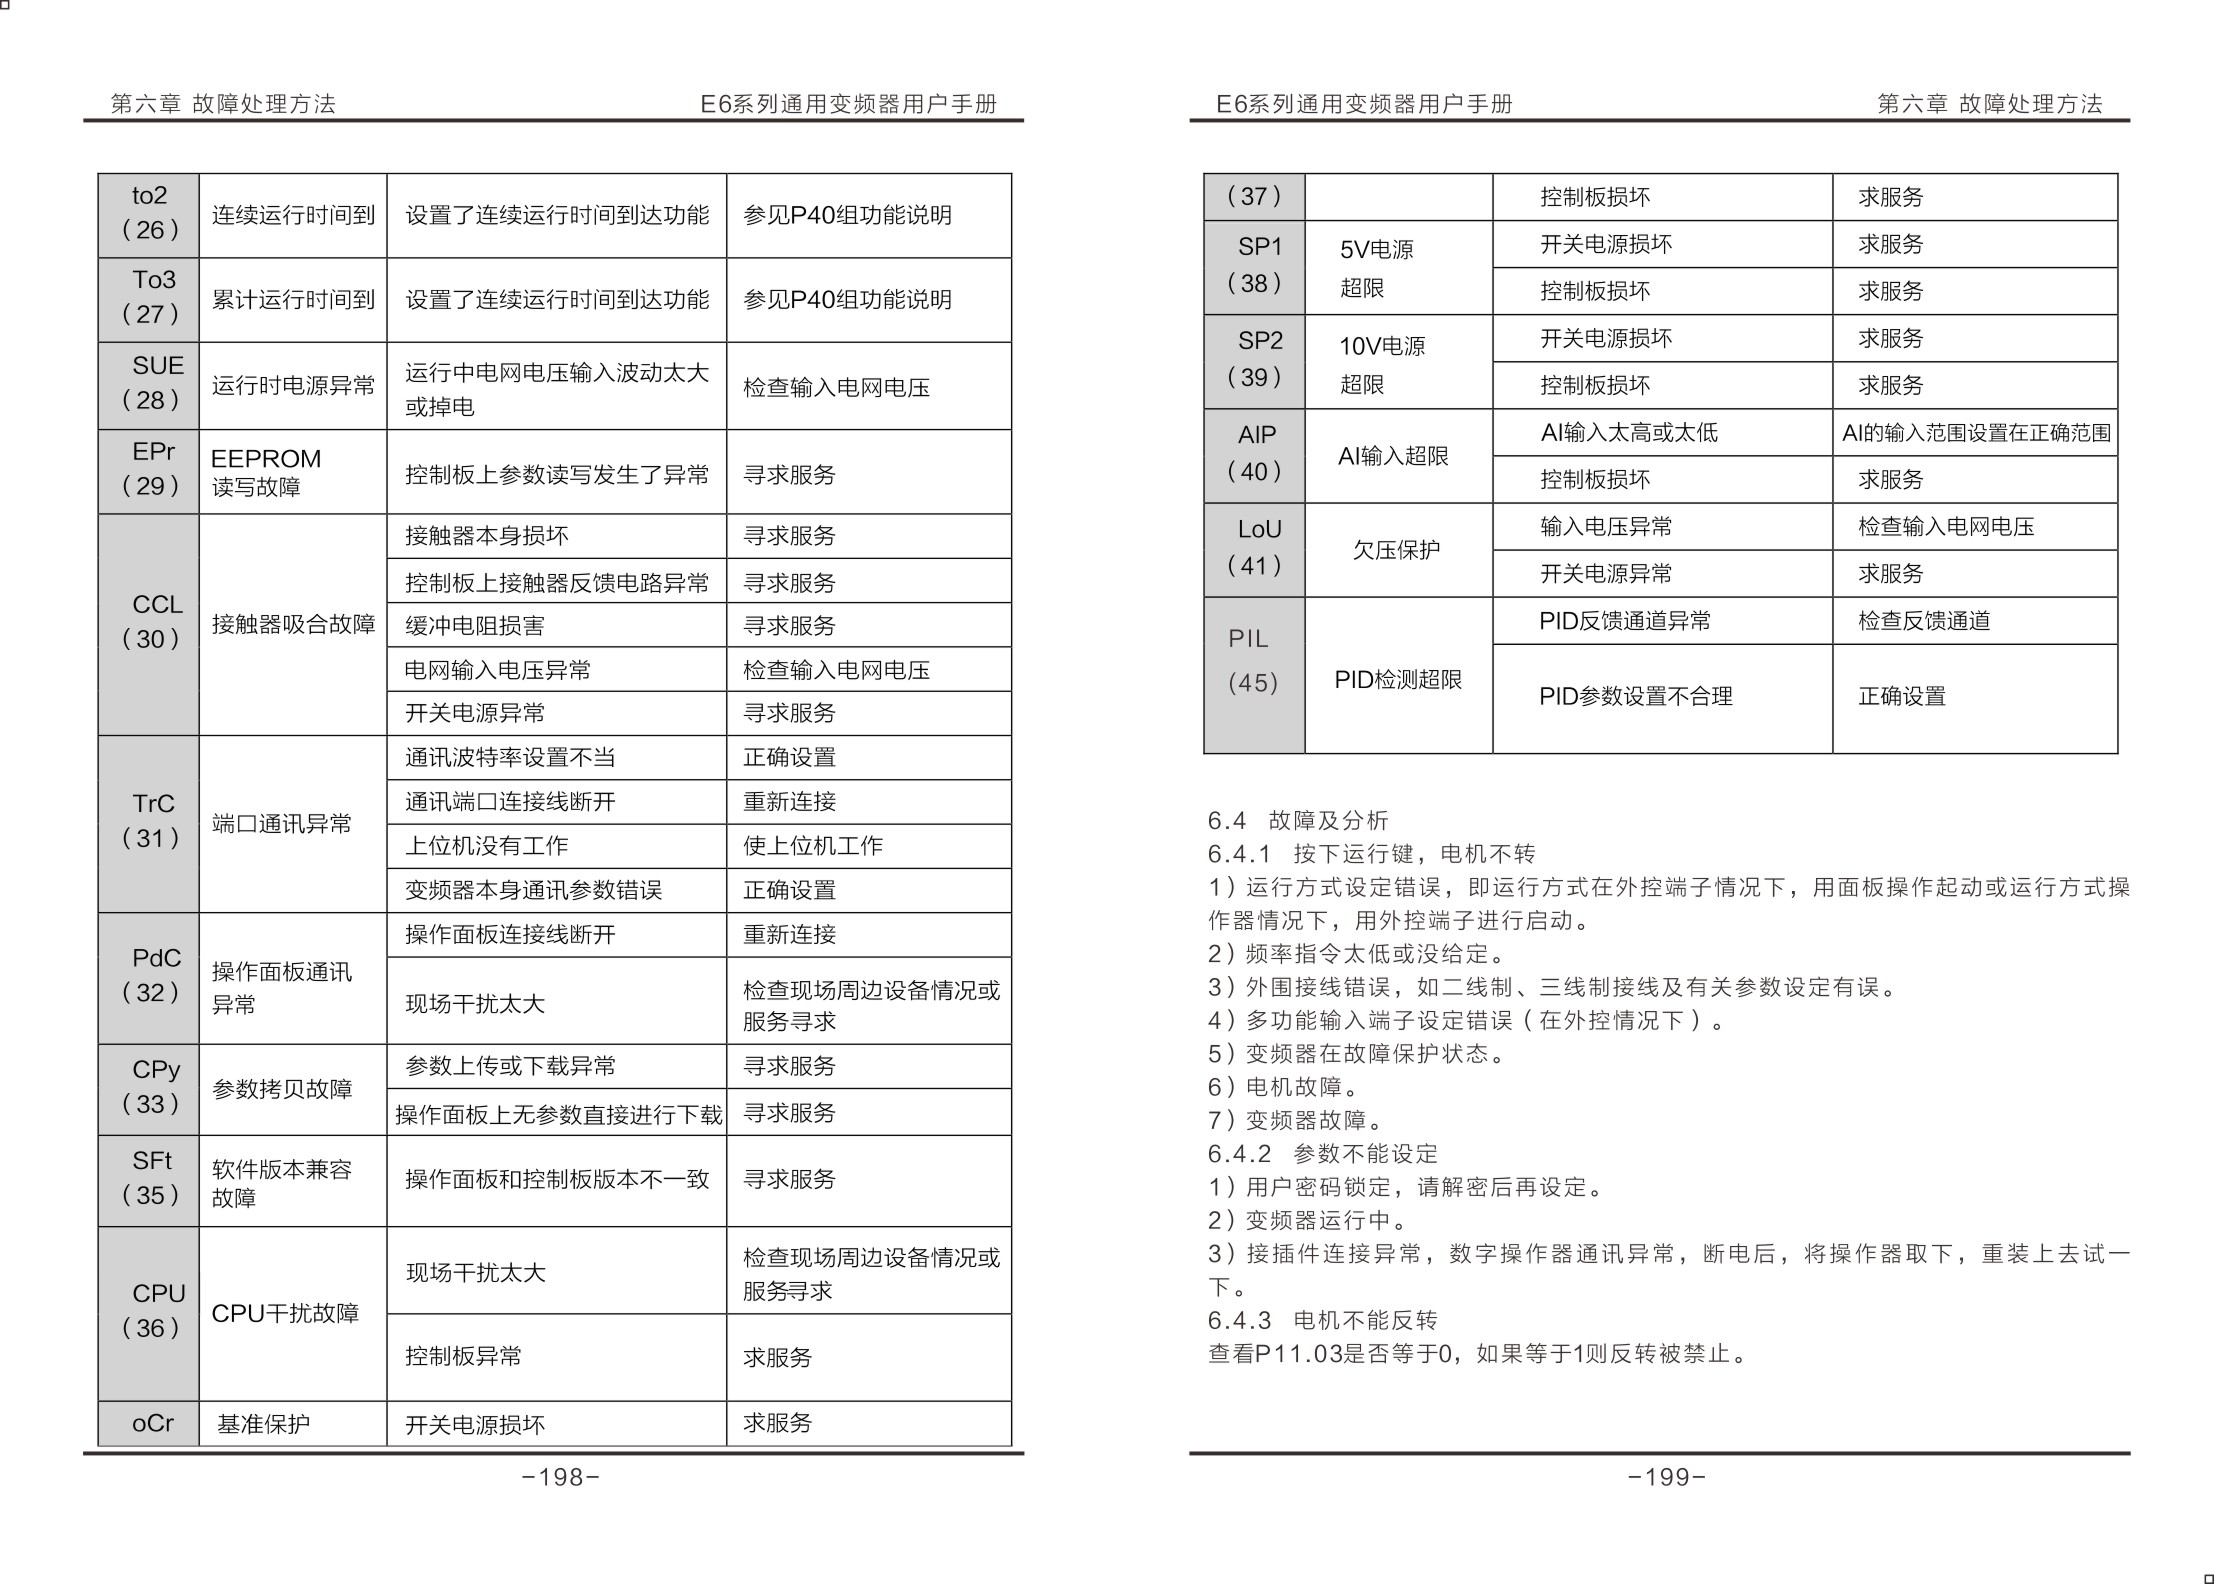 第六章 故障处理方法
E6系列通用变频器用户手册
to2
（26）
连续运行时间到
设置了连续运行时间到达功能
参见P40组功能说明
To3
（27）
累计运行时间到
设置了连续运行时间到达功能
参见P40组功能说明
SUE
（28）
运行时电源异常
运行中电网电压输入波动太大
或掉电
检查输入电网电压
EPr
（29）
EEPROM
读写故障
控制板上参数读写发生了异常
寻求服务
CCL
（30）
接触器吸合故障
接触器本身损坏
寻求服务
控制板上接触器反馈电路异常
寻求服务
缓冲电阻损害
寻求服务
电网输入电压异常
检查输入电网电压
开关电源异常
寻求服务
TrC
（31）
端口通讯异常
通讯波特率设置不当
正确设置
通讯端口连接线断开
重新连接
上位机没有工作
使上位机工作
变频器本身通讯参数错误
正确设置
PdC
（32）
操作面板通讯
异常
操作面板连接线断开
重新连接
现场干扰太大
检查现场周边设备情况或
服务寻求
CPy
（33）
参数拷贝故障
参数上传或下载异常
寻求服务
操作面板上无参数直接进行下载
寻求服务
SFt
（35）
软件版本兼容
故障
操作面板和控制板版本不一致
寻求服务
CPU
（36）
CPU干扰故障
现场干扰太大
检查现场周边设备情况或
服务寻求
控制板异常
求服务
oCr
基准保护
开关电源损坏
求服务
-198-
E6系列通用变频器用户手册
第六章 故障处理方法
（37）
控制板损坏
求服务
SP1
（38）
5V电源
超限
开关电源损坏
求服务
控制板损坏
求服务
SP2
（39）
10V电源
超限
开关电源损坏
求服务
控制板损坏
求服务
AIP
（40）
AI输入超限
AI输入太高或太低
AI的输入范围设置在正确范围
控制板损坏
求服务
LoU
（41）
欠压保护
输入电压异常
检查输入电网电压
开关电源异常
求服务
PIL
(45)
PID检测超限
PID反馈通道异常
检查反馈通道
PID参数设置不合理
正确设置
6.4 故障及分析
6.4.1 按下运行键，电机不转
1）运行方式设定错误，即运行方式在外控端子情况下，用面板操作起动或运行方式操
作器情况下，用外控端子进行启动。
2）频率指令太低或没给定。
3）外围接线错误，如二线制、三线制接线及有关参数设定有误。
4）多功能输入端子设定错误（在外控情况下）。
5）变频器在故障保护状态。
6）电机故障。
7）变频器故障。
6.4.2 参数不能设定
1）用户密码锁定，请解密后再设定。
2）变频器运行中。
3）接插件连接异常，数字操作器通讯异常，断电后，将操作器取下，重装上去试一
下。
6.4.3 电机不能反转
查看P11.03是否等于0，如果等于1则反转被禁止。
-199-